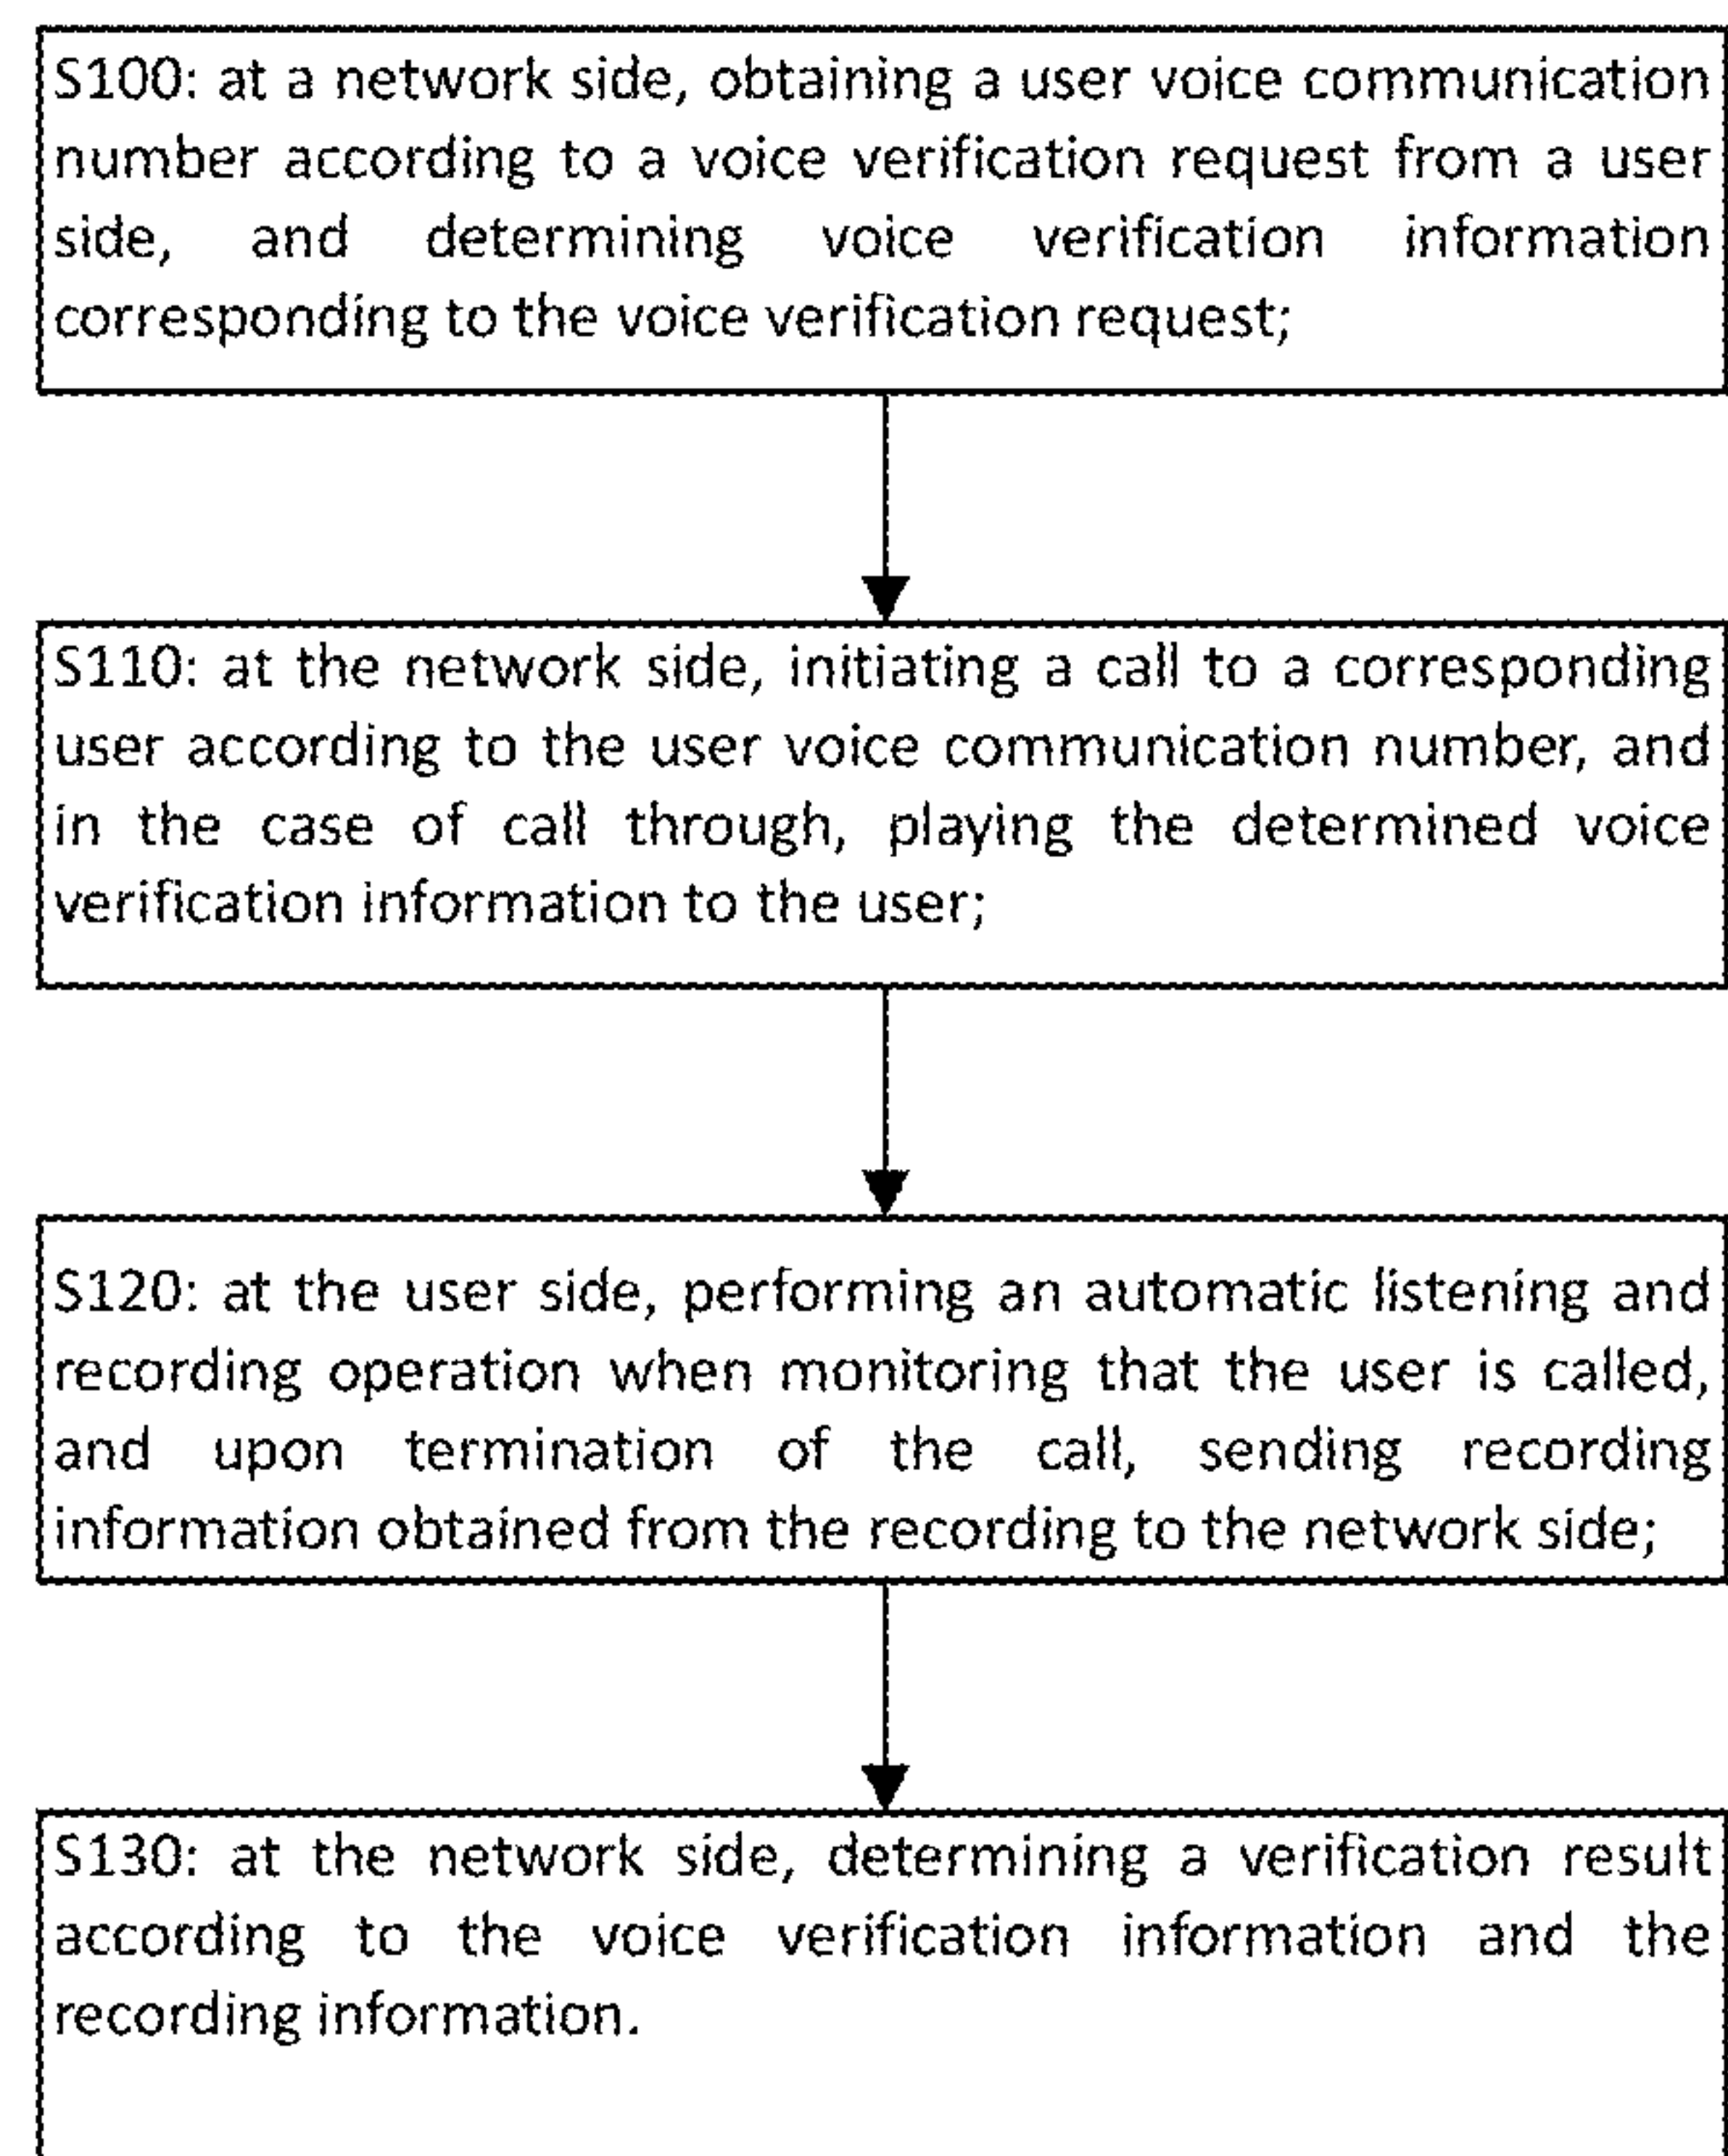 S100: at a network side, obtaining a user voice communication
number according to a voice verification request from a user
side, and determining voice verification information
corresponding to the voice verification request;
S110: at the network side, initiating a call to a corresponding
user according to the user voice communication number, and
in the case of call through, playing the determined voice
verification information to the user;
S120: at the user side, performing an automatic listening and
recording operation when monitoring that the user is called,
and upon termination of the call, sending recording
information obtained from the recording to the network side;
S130: at the network side, determining a verification result
according to the voice verification information and the
recording information.